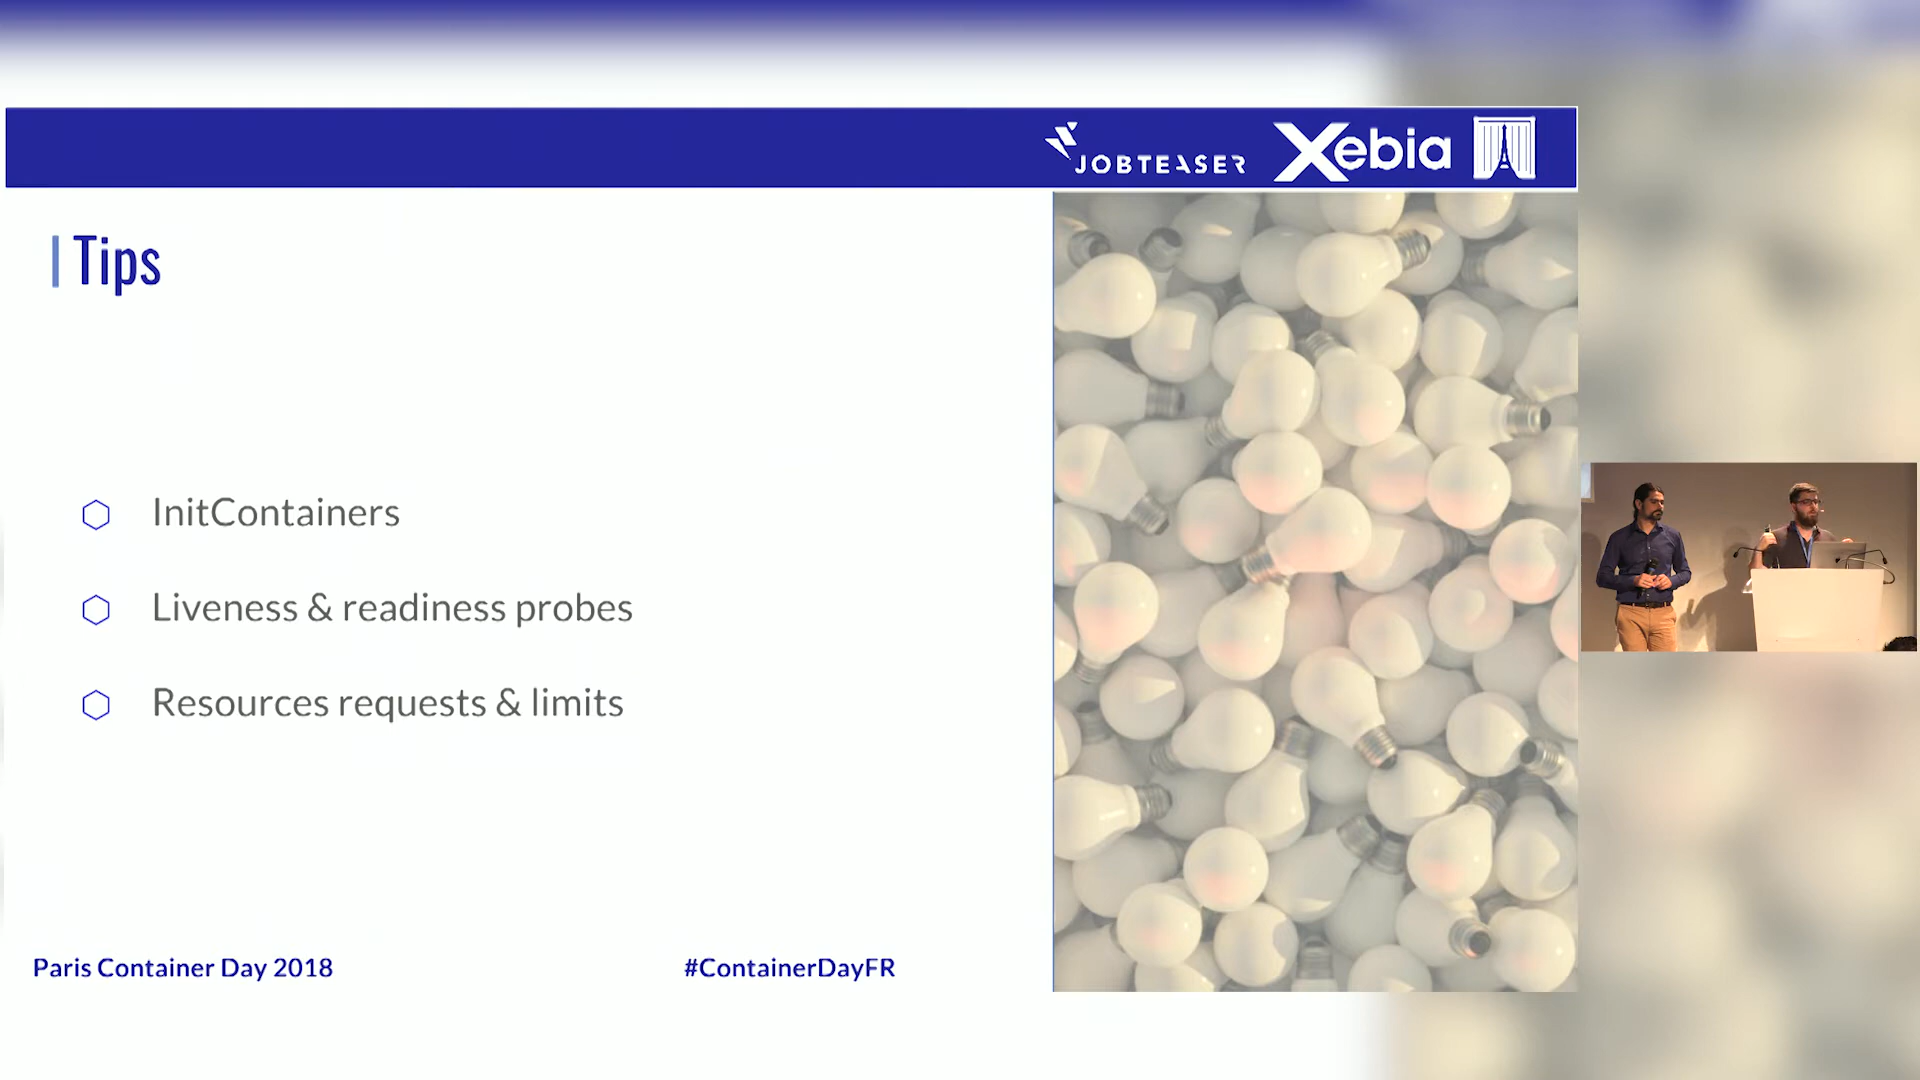 JOBTEASER
Xebia
Tips
InitContainers
Liveness & readiness probes
Resources requests & limits
Paris Container Day 2018
#ContainerDayFR